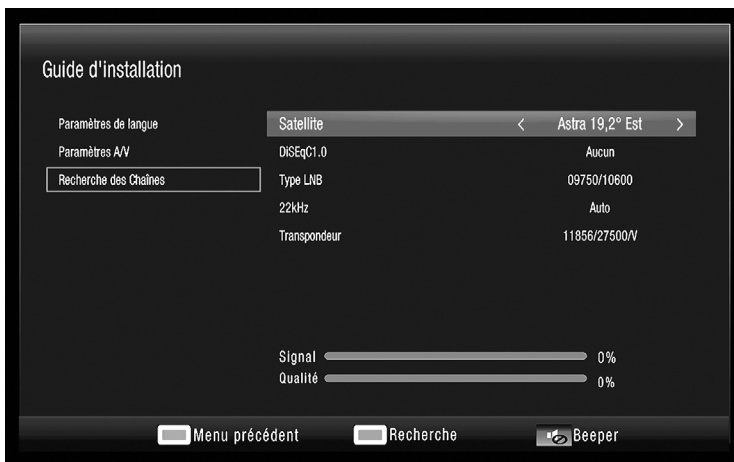 Guide d'installation
Paramètres de langue
Paramètres A/V
Recherche des Chaînes
Satellite < Astra 19,2° Est >
DiSEqC1.0 Aucun
Type LNB 09750/10600
22kHz Auto
Transpondeur 11856/27500/V
Signal 0%
Qualité 0%
Menu précédent Recherche Beeper